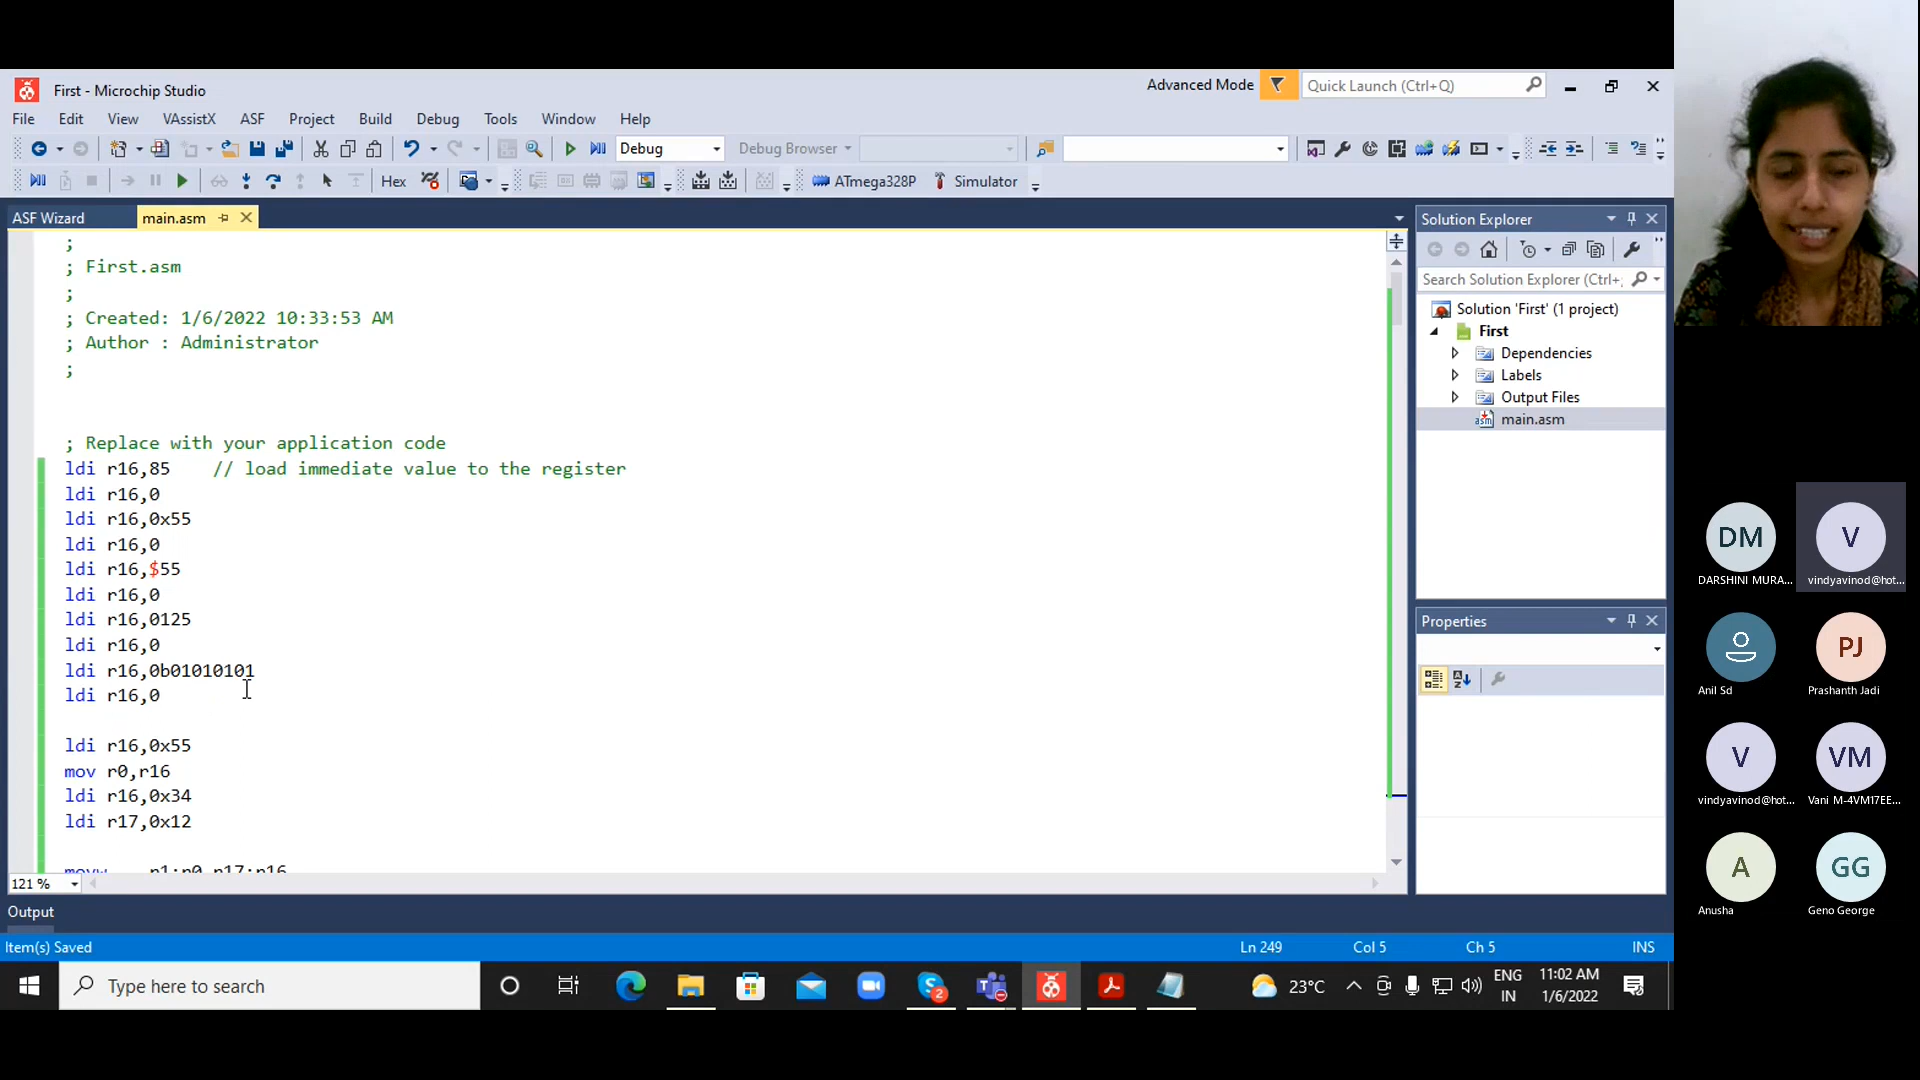 First - Microchip Studio
Advanced Mode
Quick Launch (Ctrl+Q)
File Edit View VAssistX ASF Project Build Debug Tools Window Help
Debug
Debug Browser
Hex
ATmega328P
Simulator
ASF Wizard
main.asm
;
; First.asm
;
; Created: 1/6/2022 10:33:53 AM
; Author : Administrator
;
; Replace with your application code
ldi r16,85 // load immediate value to the register
ldi r16,0
ldi r16,0x55
ldi r16,0
ldi r16,$55
ldi r16,0
ldi r16,0125
ldi r16,0
ldi r16,0b01010101
ldi r16,0
ldi r16,0x55
mov r0,r16
ldi r16,0x34
ldi r17,0x12
movw r1:r0,r17:r16
121 %
Solution Explorer
Search Solution Explorer (Ctrl+;
Solution 'First' (1 project)
First
Dependencies
Labels
Output Files
asm main.asm
Properties
Output
Item(s) Saved
Ln 249
Col 5
Ch 5
INS
Type here to search
2
23°C
ENG
IN
11:02 AM
1/6/2022
DM
DARSHINI MURA...
V
vindyavinod@hot...
Anil Sd
PJ
Prashanth Jadi
V
vindyavinod@hot...
VM
Vani M-4VM17EE...
A
Anusha
GG
Geno George